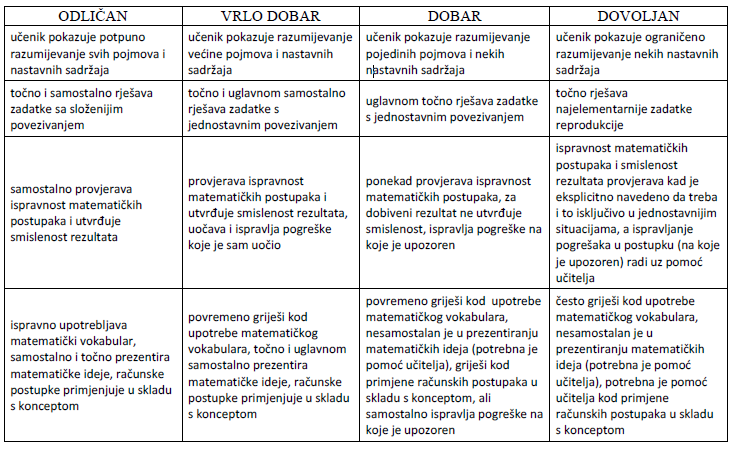 ODLIČAN
VRLO DOBAR
DOBAR
DOVOLJAN
učenik pokazuje potpuno
razumijevanje svih pojmova i
nastavnih sadržaja
učenik pokazuje razumijevanje
većine pojmova i nastavnih
sadržaja
učenik pokazuje razumijevanje
pojedinih pojmova i nekih
nastavnih sadržaja
učenik pokazuje ograničeno
razumijevanje nekih nastavnih
sadržaja
točno i samostalno rješava
zadatke sa složenijim
povezivanjem
točno i uglavnom samostalno
rješava zadatke s
jednostavnim povezivanjem
uglavnom točno rješava zadatke
s jednostavnim povezivanjem
točno rješava
najelementarnije zadatke
reprodukcije
samostalno provjerava
ispravnost matematičkih
postupaka i utvrđuje
smislenost rezultata
provjerava ispravnost
matematičkih postupaka i
utvrđuje smislenost rezultata,
uočava i ispravlja pogreške
koje je sam uočio
ponekad provjerava ispravnost
matematičkih postupaka, za
dobiveni rezultat ne utvrđuje
smislenost, ispravlja pogreške na
koje je upozoren
ispravnost matematičkih
postupaka i smislenost
rezultata provjerava kad je
eksplicitno navedeno da treba
i to isključivo u jednostavnijim
situacijama, a ispravljanje
pogrešaka u postupku (na koje
je upozoren) radi uz pomoć
učitelja
ispravno upotrebljava
matematički vokabular,
samostalno i točno prezentira
matematičke ideje, računske
postupke primjenjuje u skladu
s konceptom
povremeno griješi kod
upotrebe matematičkog
vokabulara, točno i uglavnom
samostalno prezentira
matematičke ideje, računske
postupke primjenjuje u skladu
s konceptom
povremeno griješi kod upotrebe
matematičkog vokabulara,
nesamostalan je u prezentiranju
matematičkih ideja (potrebna je
pomoć učitelja), griješi kod
primjene računskih postupaka u
skladu s konceptom, ali
samostalno ispravlja pogreške na
koje je upozoren
često griješi kod upotrebe
matematičkog vokabulara,
nesamostalan je u
prezentiranju matematičkih
ideja (potrebna je pomoć
učitelja), potrebna je pomoć
učitelja kod primjene
računskih postupaka u skladu
s konceptom